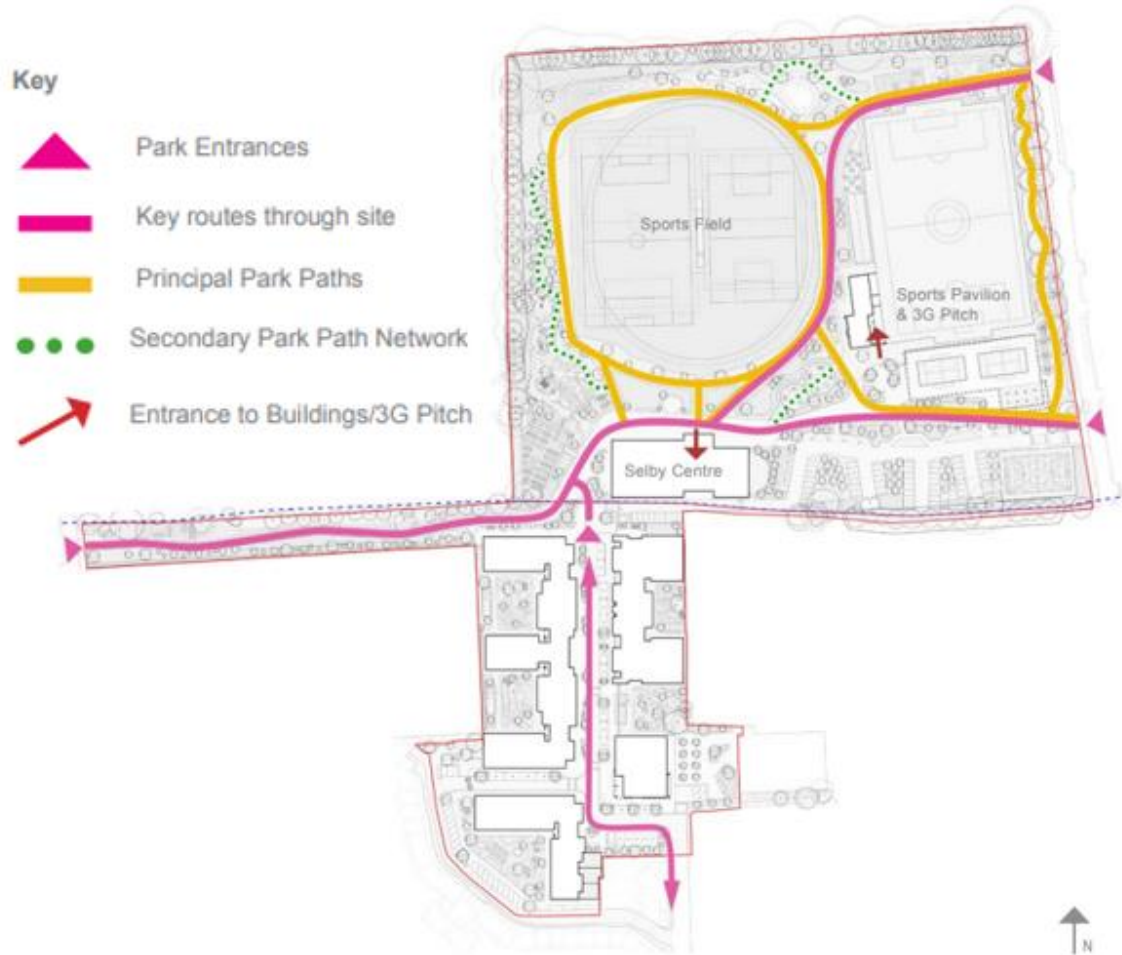 Key
Park Entrances
Key routes through site
Principal Park Paths
Secondary Park Path Network
Entrance to Buildings/3G Pitch
Sports Field
Sports Pavilion
& 3G Pitch
Selby Centre
N